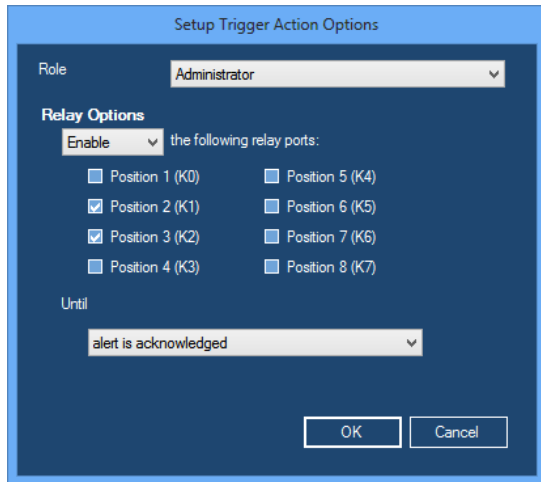 Setup Trigger Action Options
Role Administrator
Relay Options
Enable the following relay ports:
Position 1 (K0) Position 5 (K4)
Position 2 (K1) Position 6 (K5)
Position 3 (K2) Position 7 (K6)
Position 4 (K3) Position 8 (K7)
Until
alert is acknowledged
OK Cancel